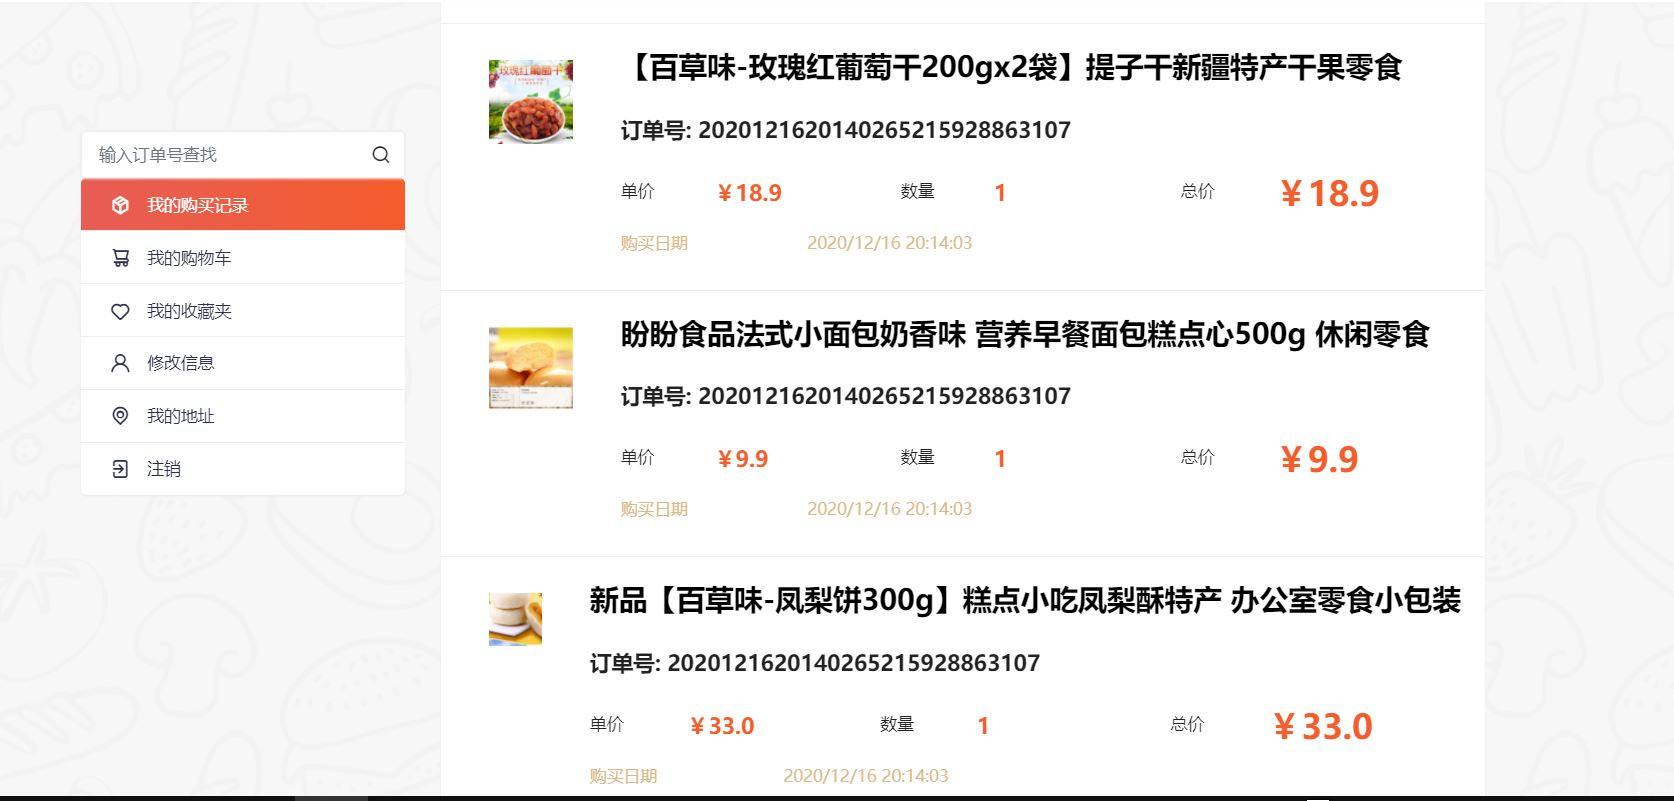 输入订单号查找
我的购买记录
我的购物车
我的收藏夹
修改信息
我的地址
注销
玫瑰红葡萄干
【百草味-玫瑰红葡萄干200gx2袋】提子干新疆特产干果零食
订单号: 20201216201402652159288​63107
单价 ¥18.9 数量 1 总价 ¥18.9
购买日期 2020/12/16 20:14:03
盼盼食品法式小面包奶香味 营养早餐面包糕点心500g 休闲零食
订单号: 2020121620140265215928863107
单价 ¥9.9 数量 1 总价 ¥9.9
购买日期 2020/12/16 20:14:03
新品【百草味-凤梨饼300g】糕点小吃凤梨酥特产 办公室零食小包装
订单号: 2020121620140265215928863107
单价 ¥33.0 数量 1 总价 ¥33.0
购买日期 2020/12/16 20:14:03